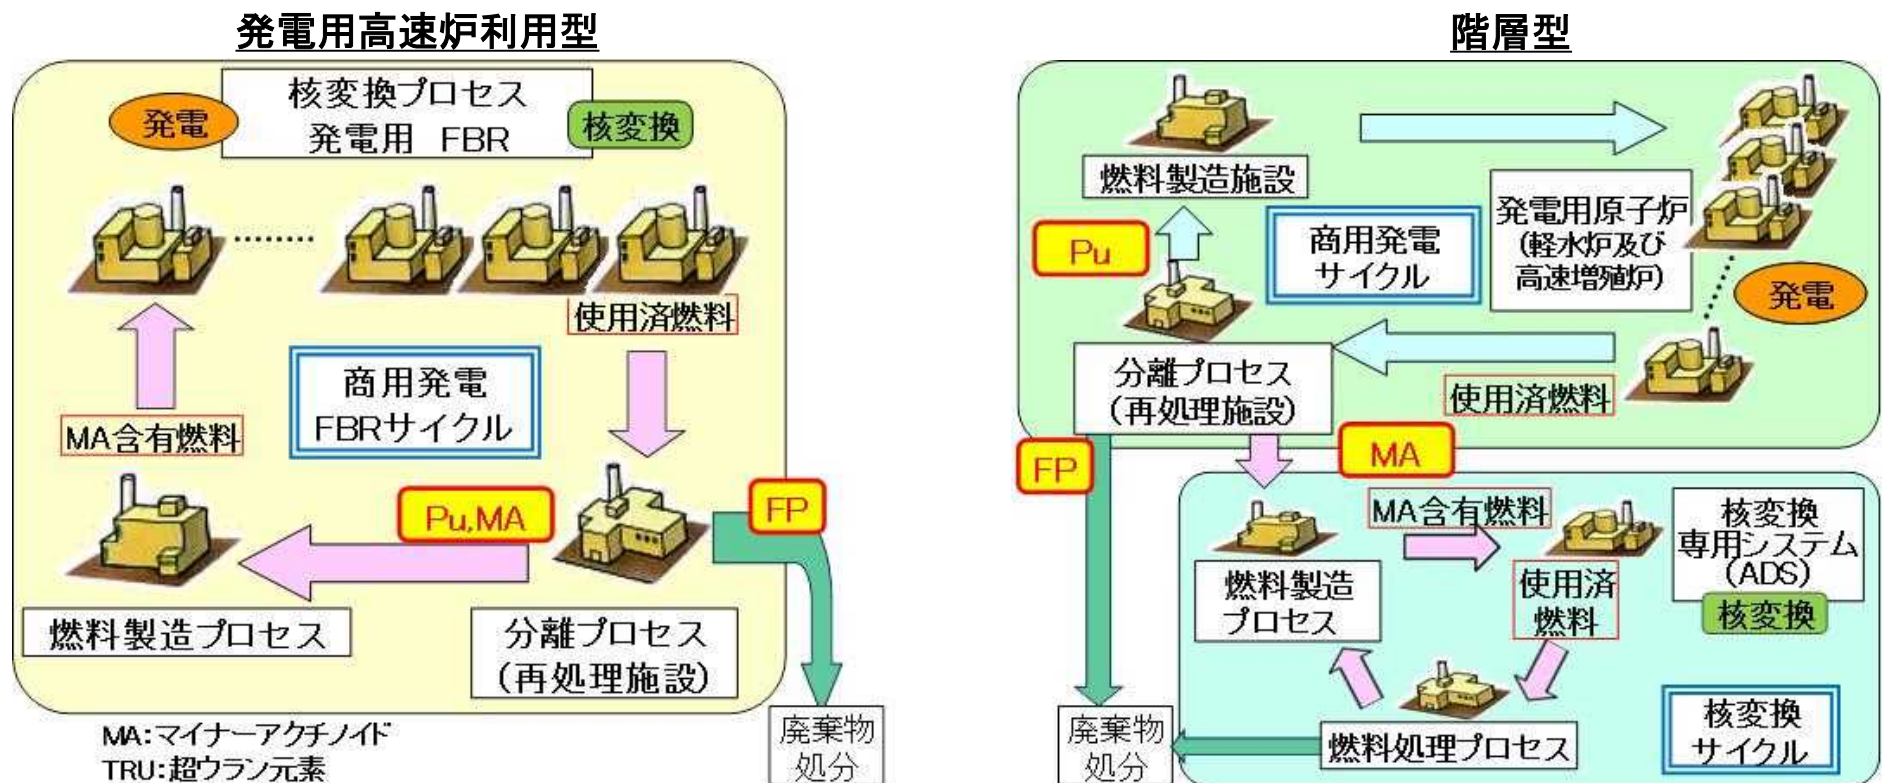 発電用高速炉利用型
核変換プロセス
発電用 FBR
発電
核変換
使用済燃料
商用発電
FBRサイクル
MA含有燃料
Pu,MA
FP
燃料製造プロセス
分離プロセス
(再処理施設)
廃棄物
処分
MA:マイナーアクチノイド
TRU:超ウラン元素
階層型
燃料製造施設
Pu
商用発電
サイクル
発電用原子炉
(軽水炉及び
高速増殖炉)
発電
分離プロセス
(再処理施設)
使用済燃料
FP
MA
MA含有燃料
核変換
専用システム
(ADS)
核変換
燃料製造
プロセス
使用済
燃料
燃料処理プロセス
核変換
サイクル
廃棄物
処分